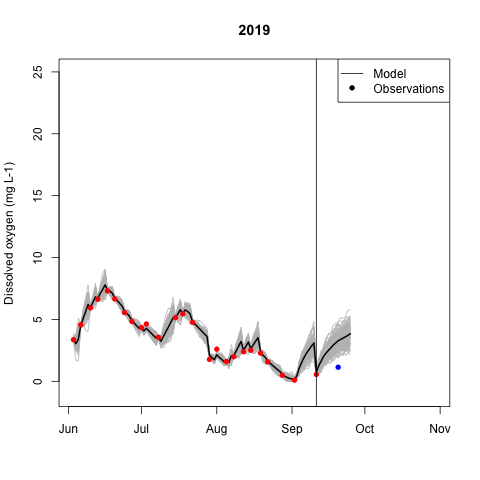 2019
Model
Observations
Dissolved oxygen (mg L-1)
25
20
15
10
5
0
Jun Jul Aug Sep Oct Nov